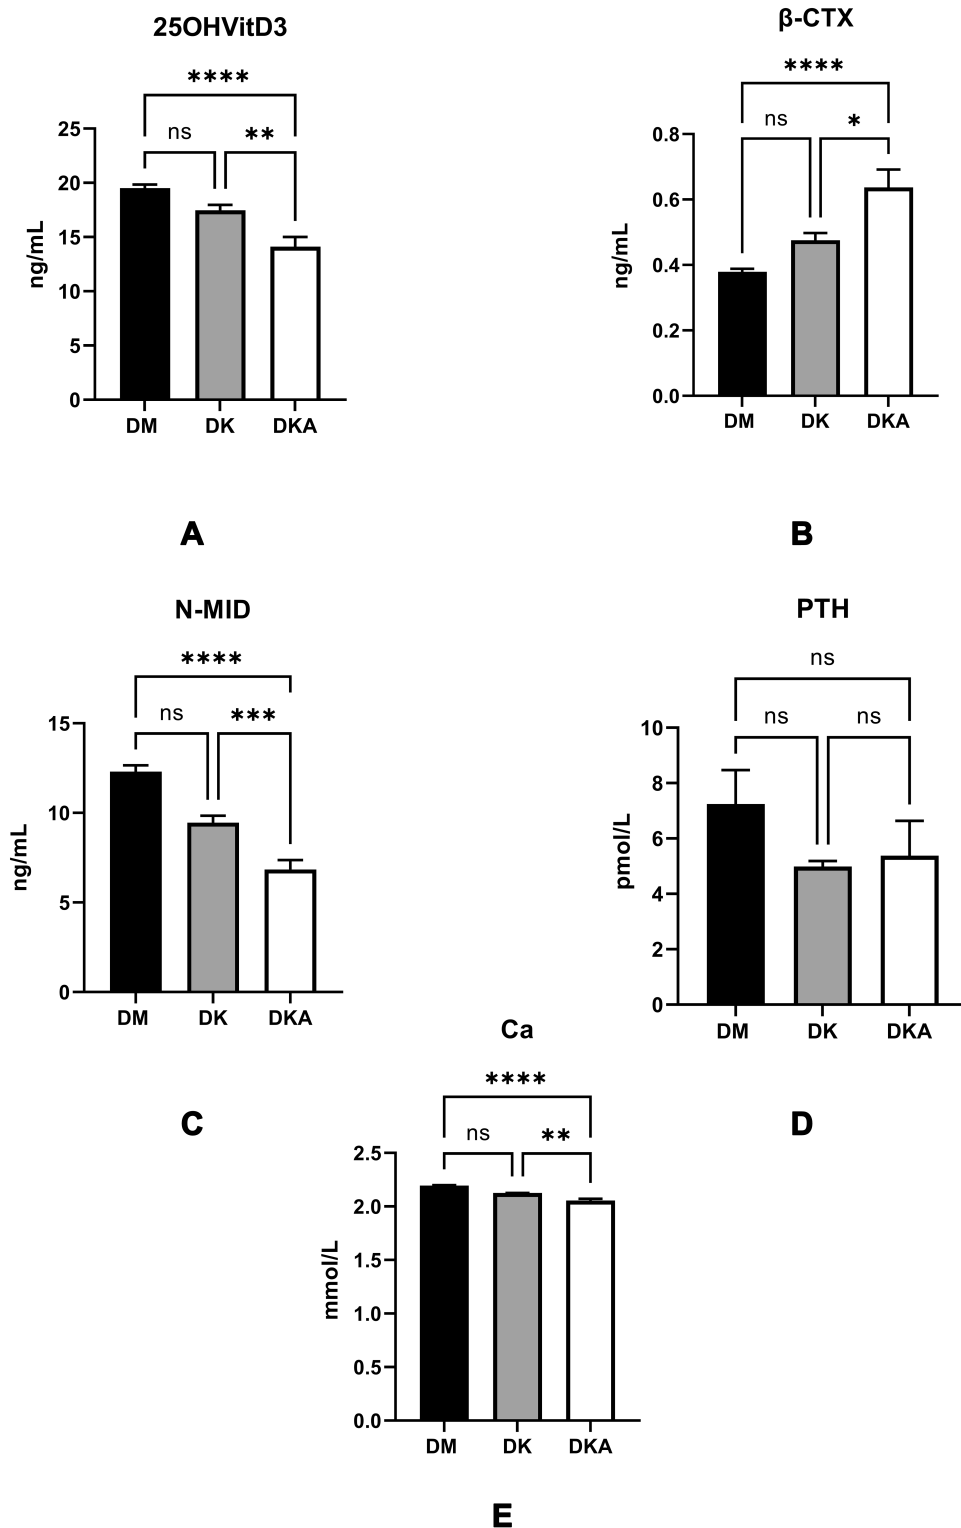 25OHVitD3
****
ns
**
25
20
15
10
5
0
ng/mL
DM DK DKA
A
β-CTX
****
ns
*
0.8
0.6
0.4
0.2
0.0
ng/mL
DM DK DKA
B
N-MID
****
ns
***
15
10
5
0
ng/mL
DM DK DKA
C
PTH
ns
ns
ns
10
8
6
4
2
0
pmol/L
DM DK DKA
D
Ca
****
ns
**
2.5
2.0
1.5
1.0
0.5
0.0
mmol/L
DM DK DKA
E